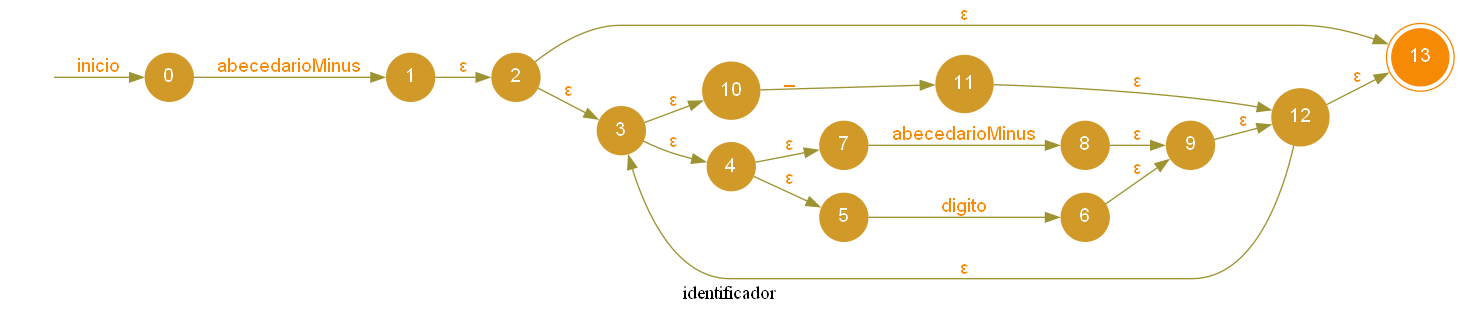 ε
inicio 0 abecedarioMinus 1 ε 2 13
ε ε 10 _ 11 ε ε
3 ε 4 ε 7 abecedarioMinus 8 ε 9 ε 12
ε 5 digito 6 ε
ε
identificador